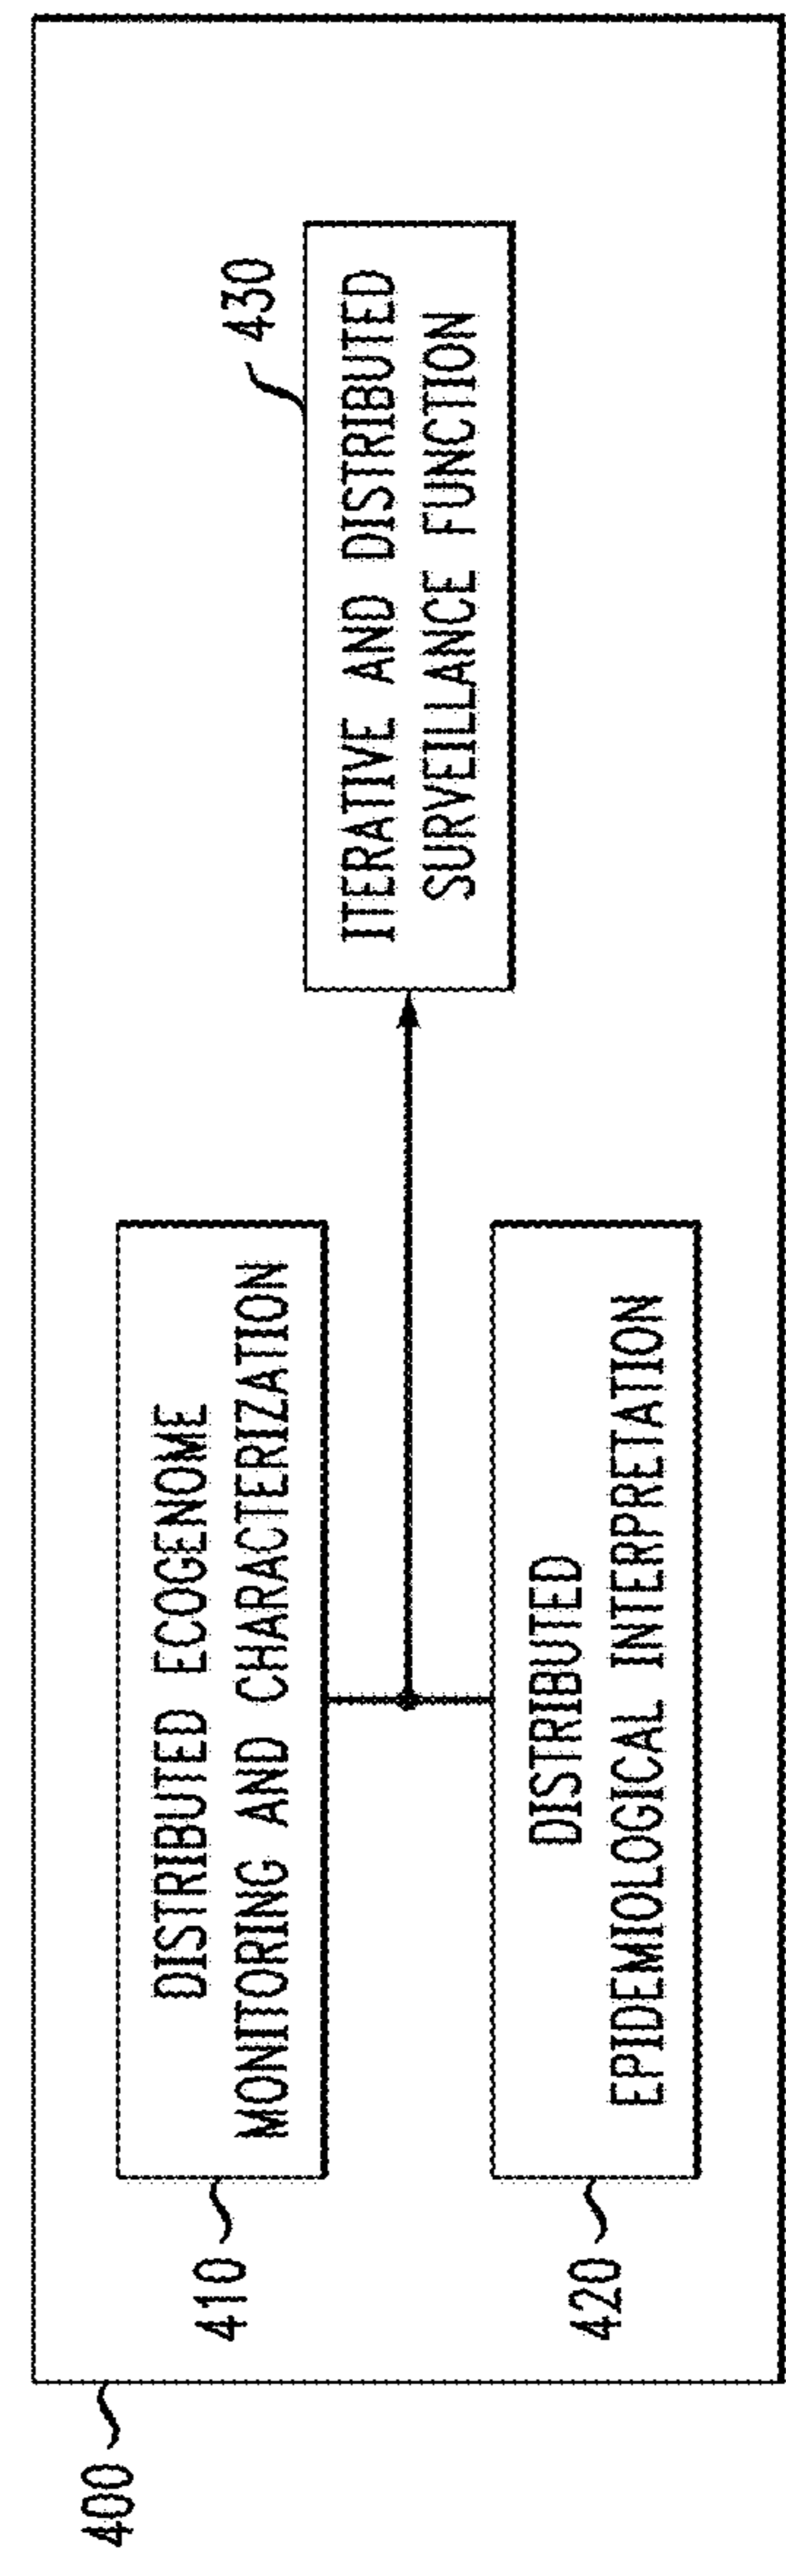 400
410
DISTRIBUTED ECOGENOME
MONITORING AND CHARACTERIZATION
420
DISTRIBUTED
EPIDEMIOLOGICAL INTERPRETATION
430
ITERATIVE AND DISTRIBUTED
SURVEILLANCE FUNCTION